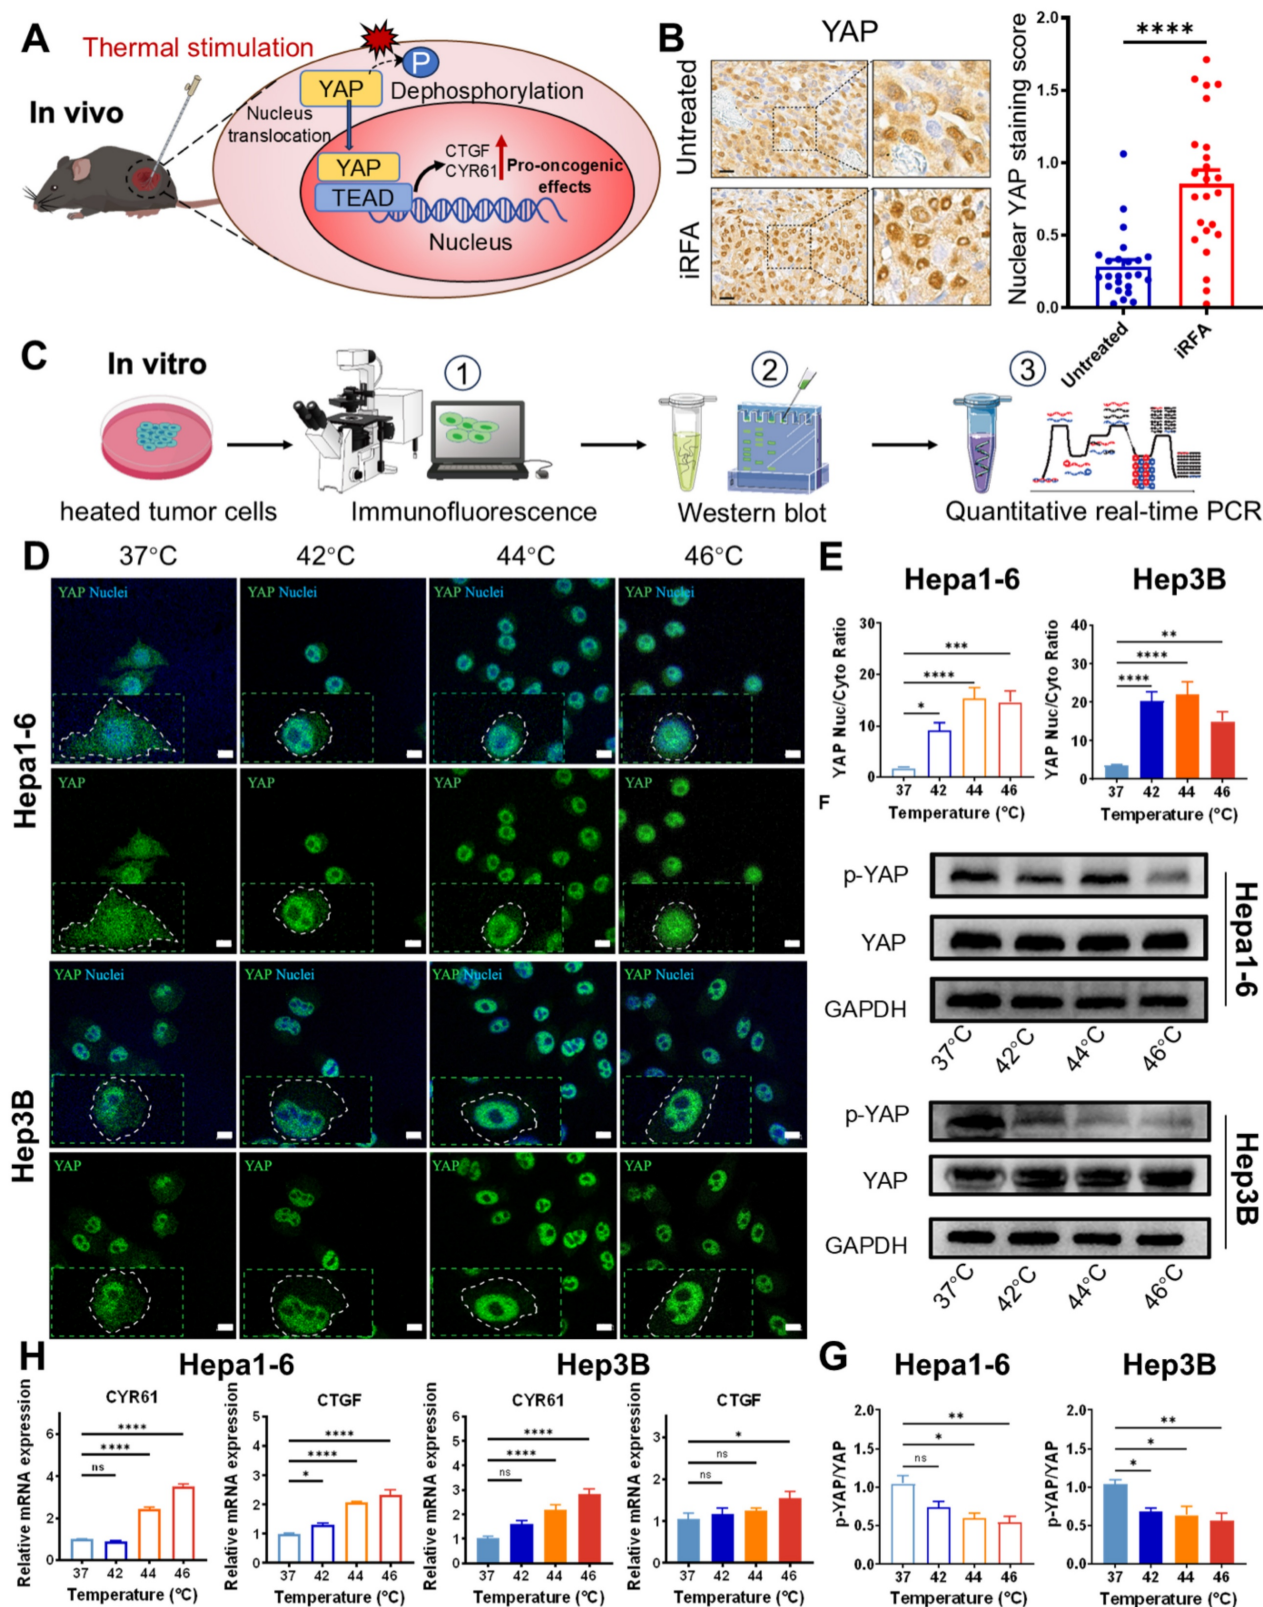 A
Thermal stimulation
In vivo
P
YAP
Dephosphorylation
Nucleus
translocation
YAP
TEAD
CTGF
CYR61
Pro-oncogenic
effects
Nucleus
B
YAP
Untreated
iRFA
Nuclear YAP staining score
2.0
1.5
1.0
0.5
0.0
****
Untreated
iRFA
C
In vitro
1
2
3
heated tumor cells
Immunofluorescence
Western blot
Quantitative real-time PCR
D
37°C
42°C
44°C
46°C
Hepa1-6
YAP Nuclei
YAP Nuclei
YAP Nuclei
YAP Nuclei
YAP
YAP
YAP
YAP
Hep3B
YAP Nuclei
YAP Nuclei
YAP Nuclei
YAP Nuclei
YAP
YAP
YAP
YAP
E
Hepa1-6
YAP Nuc/Cyto Ratio
30
20
10
0
***
****
*
37 42 44 46
Temperature (°C)
Hep3B
YAP Nuc/Cyto Ratio
40
30
20
10
0
**
****
****
37 42 44 46
Temperature (°C)
F
p-YAP
YAP
GAPDH
37°C
42°C
44°C
46°C
Hepa1-6
p-YAP
YAP
GAPDH
37°C
42°C
44°C
46°C
Hep3B
H
Hepa1-6
CYR61
Relative mRNA expression
6
4
2
0
****
****
ns
37 42 44 46
Temperature (°C)
CTGF
Relative mRNA expression
5
4
3
2
1
0
****
****
*
37 42 44 46
Temperature (°C)
Hep3B
CYR61
Relative mRNA expression
6
5
4
3
2
1
0
****
****
ns
37 42 44 46
Temperature (°C)
CTGF
Relative mRNA expression
3
2
1
0
*
ns
ns
37 42 44 46
Temperature (°C)
G
Hepa1-6
p-YAP/YAP
2.0
1.5
1.0
0.5
0.0
**
*
ns
37 42 44 46
Temperature (°C)
Hep3B
p-YAP/YAP
2.0
1.5
1.0
0.5
0.0
**
*
*
37 42 44 46
Temperature (°C)